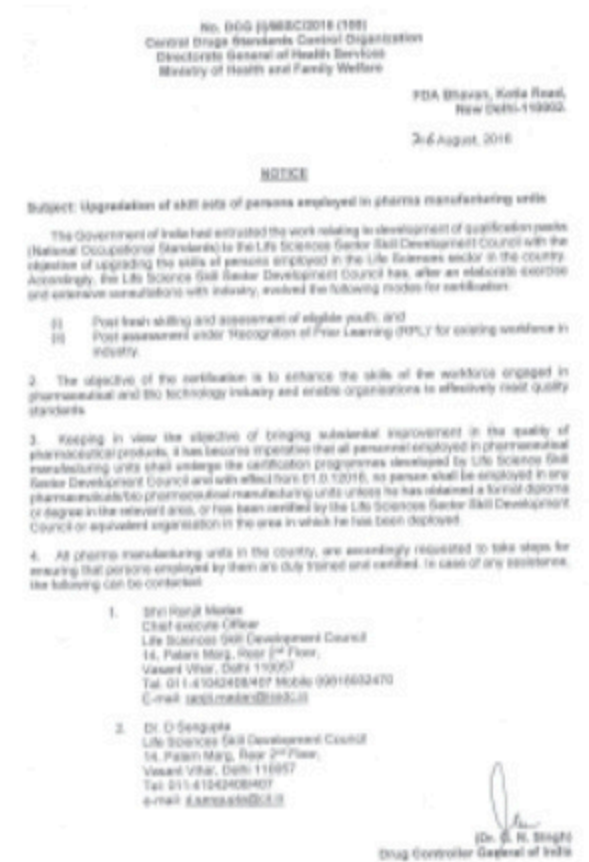 Central Drugs Standards Control Organization
Directorate General of Health Services
Ministry of Health and Family Welfare
FDA Bhavan, Kotla Road,
New Delhi-110002.
August, 2016
NOTICE
Subject: Upgradation of skill sets of persons employed in pharma manufacturing units
The Government of India had entrusted the work relating to development of qualification packs
(National Occupational Standards) to the Life Sciences Sector Skill Development Council with the
objective of upgrading the skills of persons employed in the Life Sciences sector in the country.
Accordingly, the Life Science Skill Sector Development Council has, after an elaborate exercise
and extensive consultations with industry, evolved the following modes for certification:
(i) Post fresh skilling and assessment of eligible youth, and
(ii) Post assessment under 'Recognition of Prior Learning (RPL)' for existing workforce in
industry.
2. The objective of the certification is to enhance the skills of the workforce engaged in
pharmaceutical and Bio technology industry and enable organisations to effectively meet quality
standards.
3. Keeping in view the objective of bringing substantial improvement in the quality of
pharmaceutical products, it has become imperative that all personnel employed in pharmaceutical
manufacturing units shall undergo the certification programmes developed by Life Science Skill
Sector Development Council and with effect from no person shall be employed in any
pharmaceuticals/bio pharmaceutical manufacturing units unless he has obtained a formal diploma
or degree in the relevant area, or has been certified by the Life Sciences Sector Skill Development
Council or equivalent organisation in the area in which he has been deployed.
4. All pharma manufacturing units in the country, are accordingly requested to take steps for
ensuring that persons employed by them are duly trained and certified. In case of any assistance,
the following can be contacted:
1. Shri Ranjit Madan
Chief execute Officer
Life Sciences Skill Development Council
14, Palam Marg, Rear 2nd Floor,
Vasant Vihar, Delhi 110057
Tel: 011-41042408/407 Mobile
E-mail:
2. Dr. D Sengupta
Life Sciences Skill Development Council
14, Palam Marg, Rear 2nd Floor,
Vasant Vihar, Delhi 110057
Tel: 011-41042408/407
e-mail:
(Dr. G. N. Singh)
Drug Controller General of India